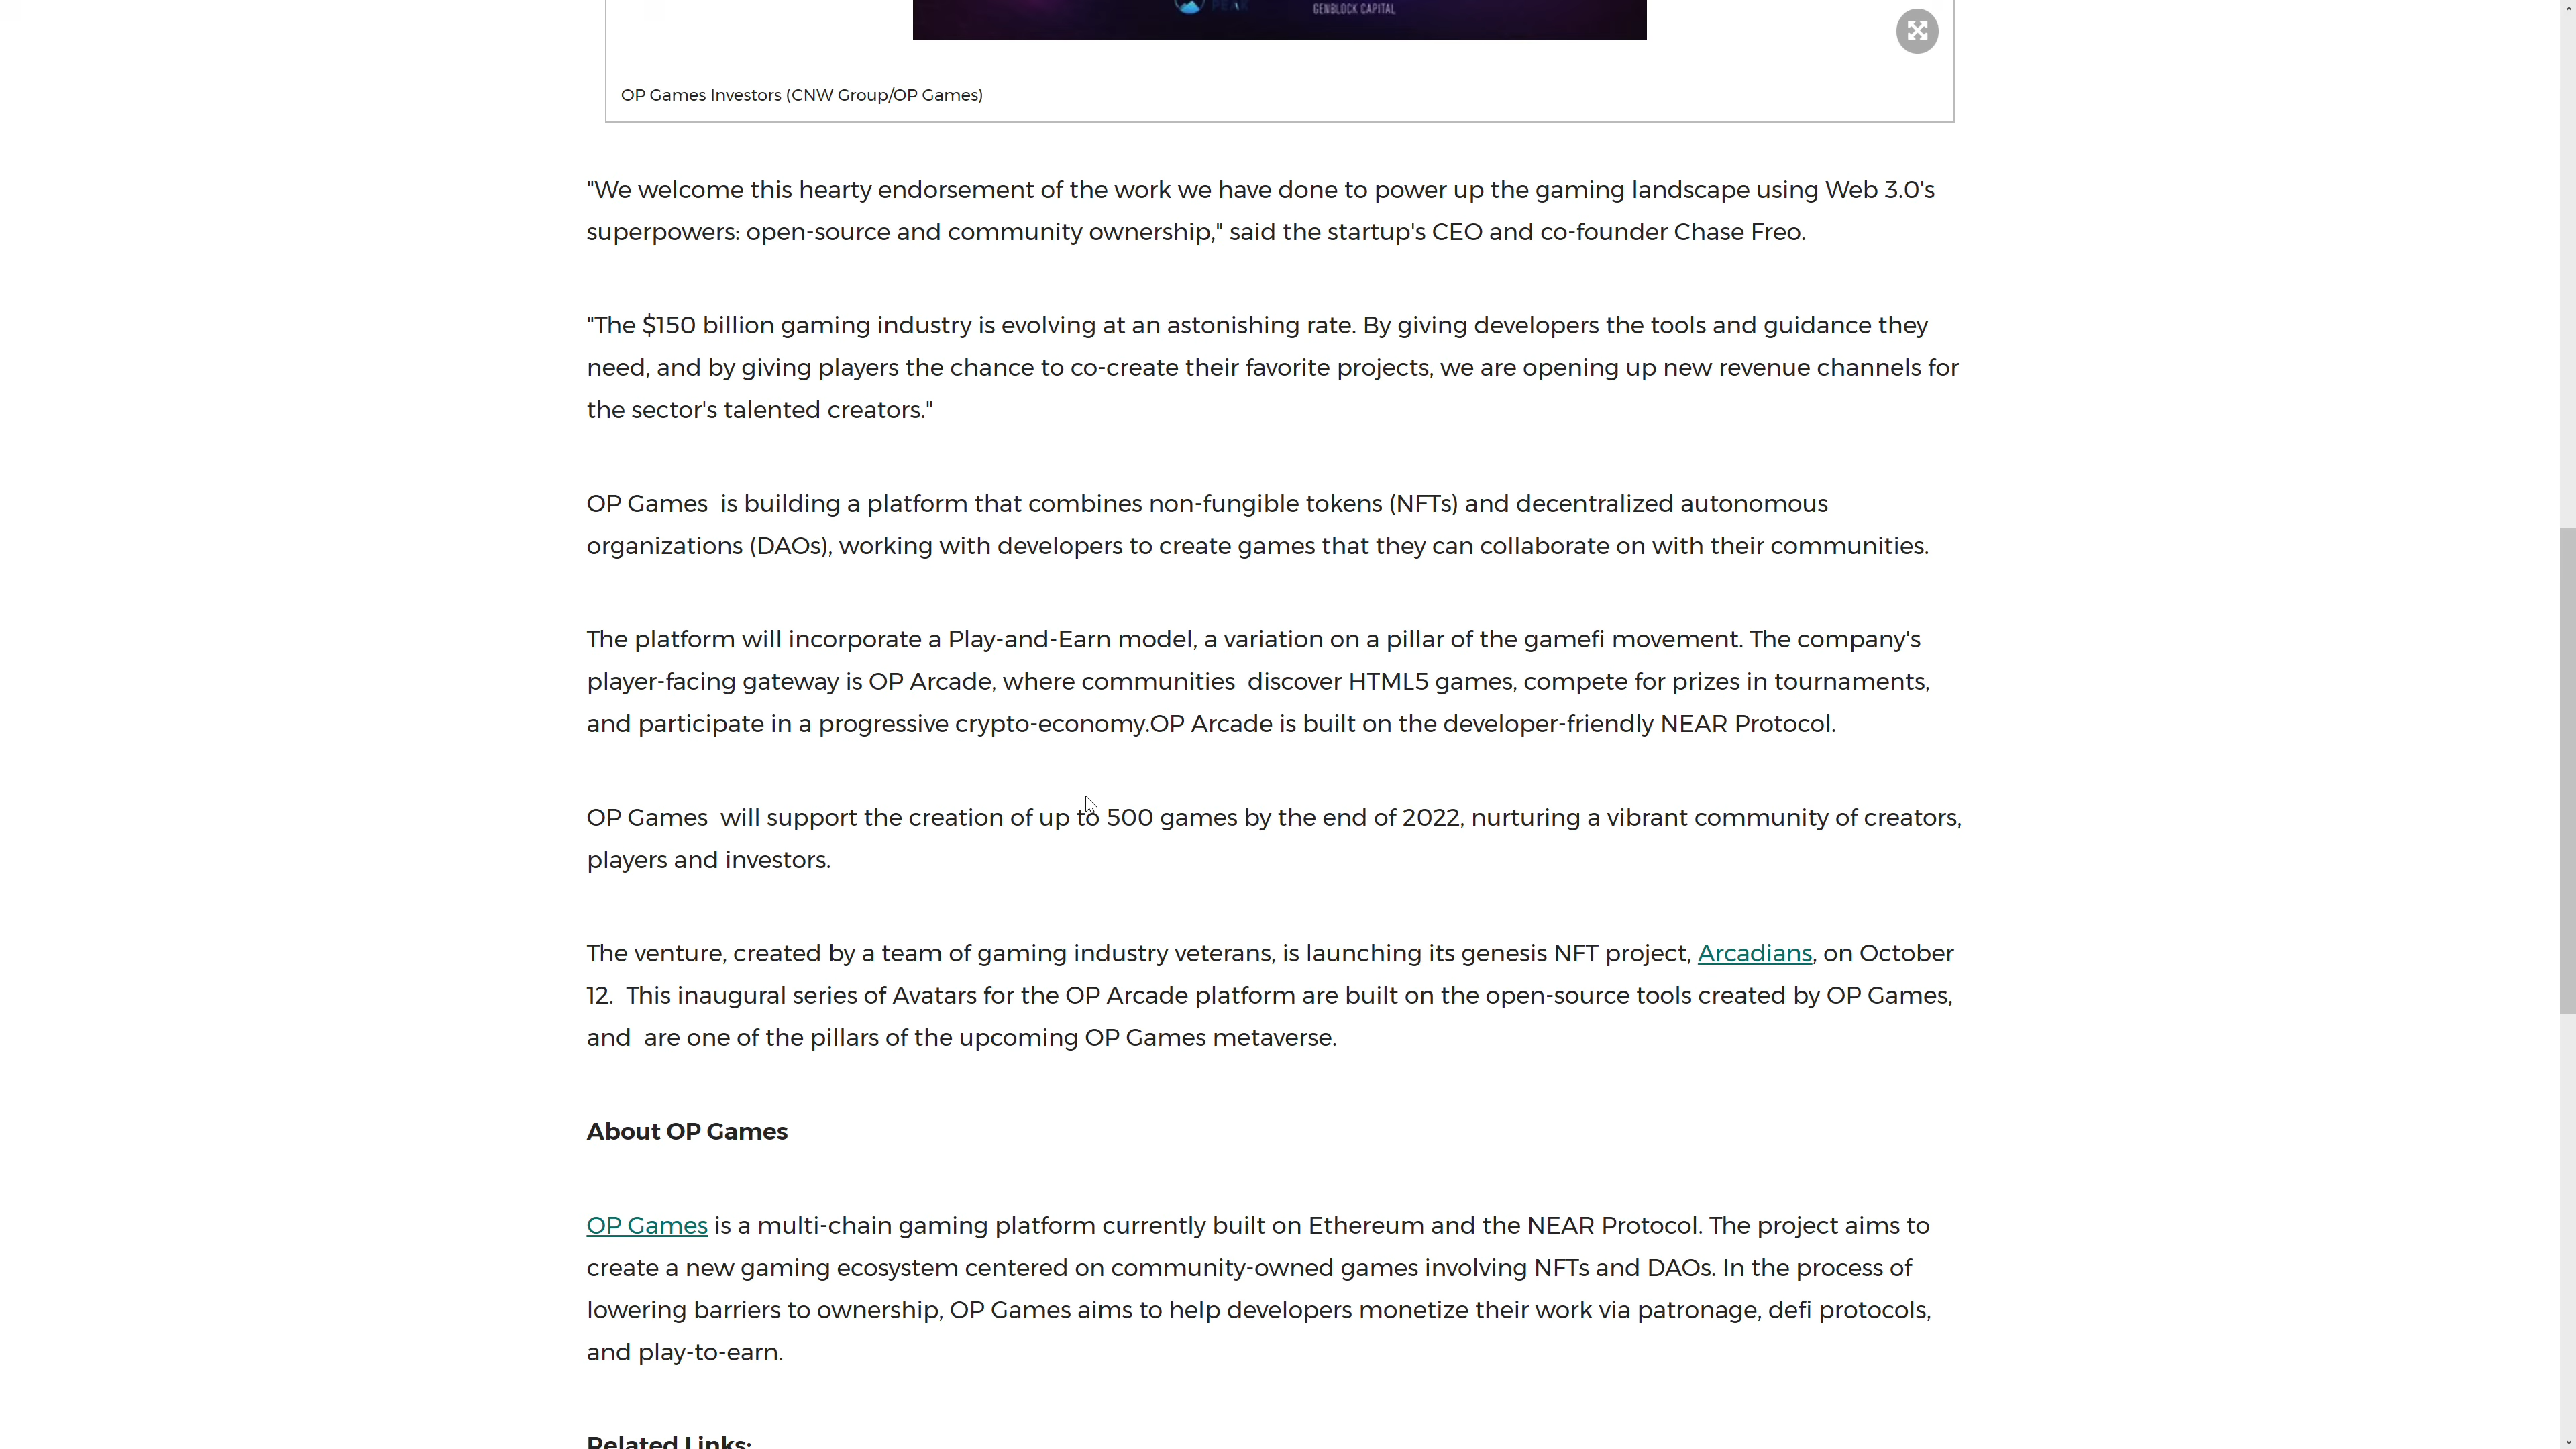 PEAK
GENBLOCK CAPITAL
OP Games Investors (CNW Group/OP Games)
"We welcome this hearty endorsement of the work we have done to power up the gaming landscape using Web 3.0's
superpowers: open-source and community ownership," said the startup's CEO and co-founder Chase Freo.
"The $150 billion gaming industry is evolving at an astonishing rate. By giving developers the tools and guidance they
need, and by giving players the chance to co-create their favorite projects, we are opening up new revenue channels for
the sector's talented creators."
OP Games  is building a platform that combines non-fungible tokens (NFTs) and decentralized autonomous
organizations (DAOs), working with developers to create games that they can collaborate on with their communities.
The platform will incorporate a Play-and-Earn model, a variation on a pillar of the gamefi movement. The company's
player-facing gateway is OP Arcade, where communities  discover HTML5 games, compete for prizes in tournaments,
and participate in a progressive crypto-economy.OP Arcade is built on the developer-friendly NEAR Protocol.
OP Games  will support the creation of up to 500 games by the end of 2022, nurturing a vibrant community of creators,
players and investors.
The venture, created by a team of gaming industry veterans, is launching its genesis NFT project, Arcadians, on October
12.  This inaugural series of Avatars for the OP Arcade platform are built on the open-source tools created by OP Games,
and  are one of the pillars of the upcoming OP Games metaverse.
About OP Games
OP Games is a multi-chain gaming platform currently built on Ethereum and the NEAR Protocol. The project aims to
create a new gaming ecosystem centered on community-owned games involving NFTs and DAOs. In the process of
lowering barriers to ownership, OP Games aims to help developers monetize their work via patronage, defi protocols,
and play-to-earn.
Related Links: